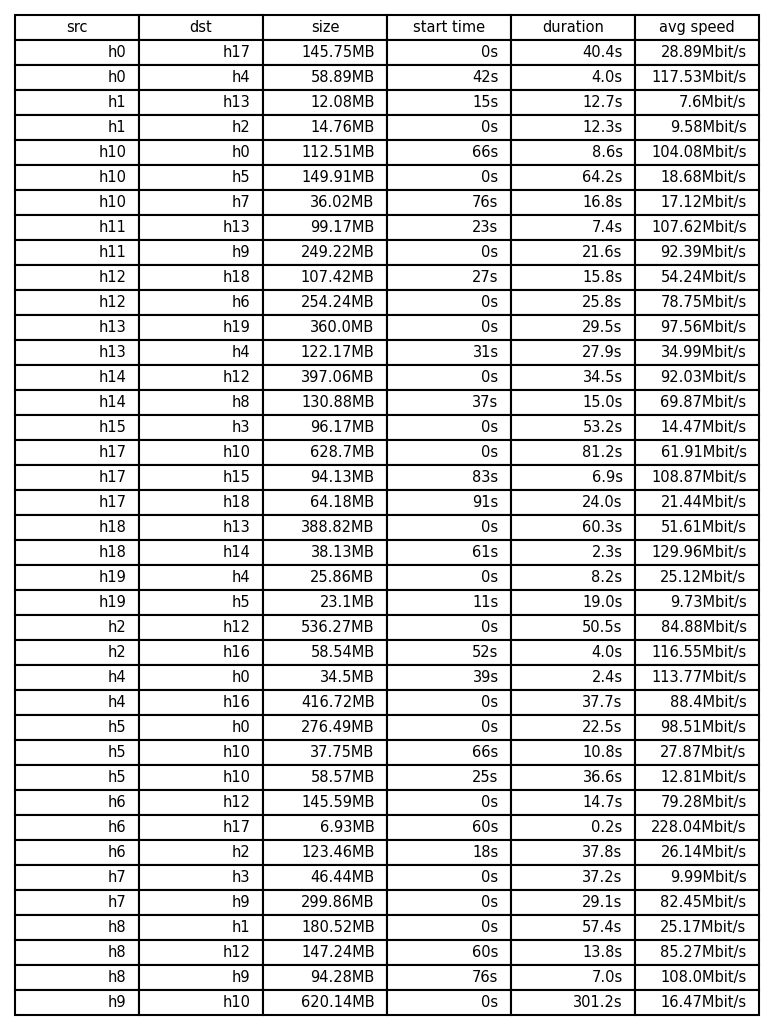 src dst size start time duration avg speed
h0 h17 145.75MB 0s 40.4s 28.89Mbit/s
h0 h4 58.89MB 42s 4.0s 117.53Mbit/s
h1 h13 12.08MB 15s 12.7s 7.6Mbit/s
h1 h2 14.76MB 0s 12.3s 9.58Mbit/s
h10 h0 112.51MB 66s 8.6s 104.08Mbit/s
h10 h5 149.91MB 0s 64.2s 18.68Mbit/s
h10 h7 36.02MB 76s 16.8s 17.12Mbit/s
h11 h13 99.17MB 23s 7.4s 107.62Mbit/s
h11 h9 249.22MB 0s 21.6s 92.39Mbit/s
h12 h18 107.42MB 27s 15.8s 54.24Mbit/s
h12 h6 254.24MB 0s 25.8s 78.75Mbit/s
h13 h19 360.0MB 0s 29.5s 97.56Mbit/s
h13 h4 122.17MB 31s 27.9s 34.99Mbit/s
h14 h12 397.06MB 0s 34.5s 92.03Mbit/s
h14 h8 130.88MB 37s 15.0s 69.87Mbit/s
h15 h3 96.17MB 0s 53.2s 14.47Mbit/s
h17 h10 628.7MB 0s 81.2s 61.91Mbit/s
h17 h15 94.13MB 83s 6.9s 108.87Mbit/s
h17 h18 64.18MB 91s 24.0s 21.44Mbit/s
h18 h13 388.82MB 0s 60.3s 51.61Mbit/s
h18 h14 38.13MB 61s 2.3s 129.96Mbit/s
h19 h4 25.86MB 0s 8.2s 25.12Mbit/s
h19 h5 23.1MB 11s 19.0s 9.73Mbit/s
h2 h12 536.27MB 0s 50.5s 84.88Mbit/s
h2 h16 58.54MB 52s 4.0s 116.55Mbit/s
h4 h0 34.5MB 39s 2.4s 113.77Mbit/s
h4 h16 416.72MB 0s 37.7s 88.4Mbit/s
h5 h0 276.49MB 0s 22.5s 98.51Mbit/s
h5 h10 37.75MB 66s 10.8s 27.87Mbit/s
h5 h10 58.57MB 25s 36.6s 12.81Mbit/s
h6 h12 145.59MB 0s 14.7s 79.28Mbit/s
h6 h17 6.93MB 60s 0.2s 228.04Mbit/s
h6 h2 123.46MB 18s 37.8s 26.14Mbit/s
h7 h3 46.44MB 0s 37.2s 9.99Mbit/s
h7 h9 299.86MB 0s 29.1s 82.45Mbit/s
h8 h1 180.52MB 0s 57.4s 25.17Mbit/s
h8 h12 147.24MB 60s 13.8s 85.27Mbit/s
h8 h9 94.28MB 76s 7.0s 108.0Mbit/s
h9 h10 620.14MB 0s 301.2s 16.47Mbit/s